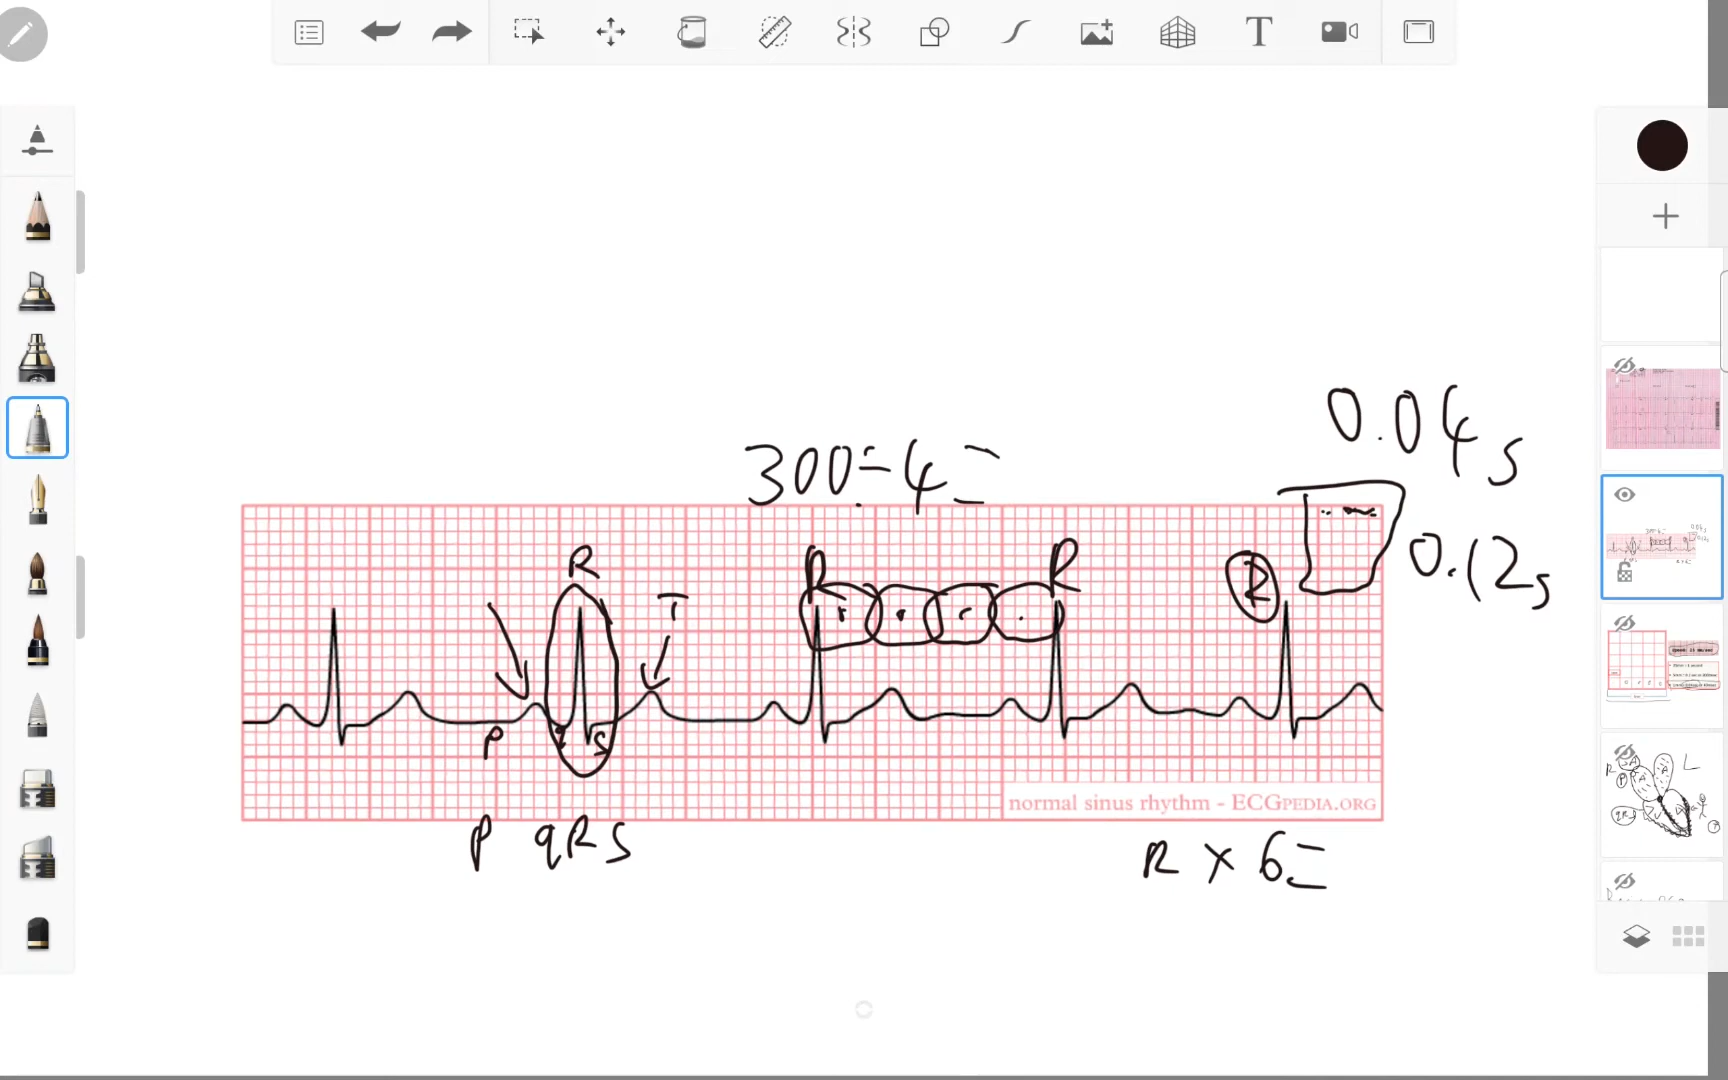 T
0.04s
300÷4=
0.12s
R
R
R
R
T
P
q
S
normal sinus rhythm - ECGPEDIA.ORG
P qRS
R x 6=